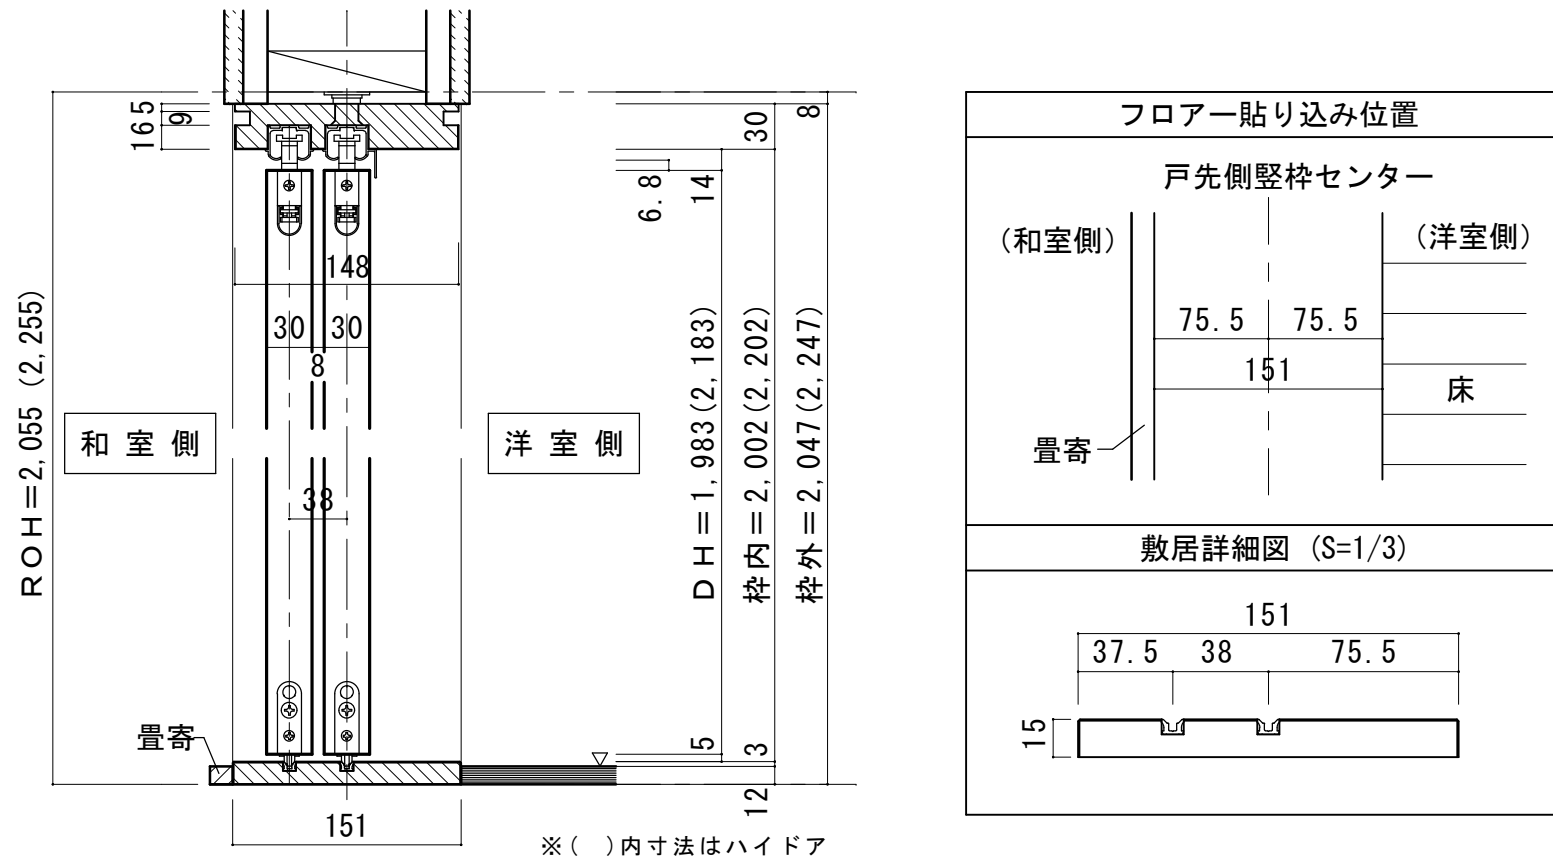 16
5
9
30
8
6.8
14
148
30
30
8
ROH=2,055 (2,255)
和室側
洋室側
DH=1,983(2,183)
枠内=2,002(2,202)
枠外=2,047(2,247)
38
畳寄
5
3
12
151
※( )内寸法はハイドア
フロアー貼り込み位置
戸先側竪枠センター
(和室側)
(洋室側)
75.5
75.5
151
床
畳寄
敷居詳細図 (S=1/3)
151
37.5
38
75.5
15